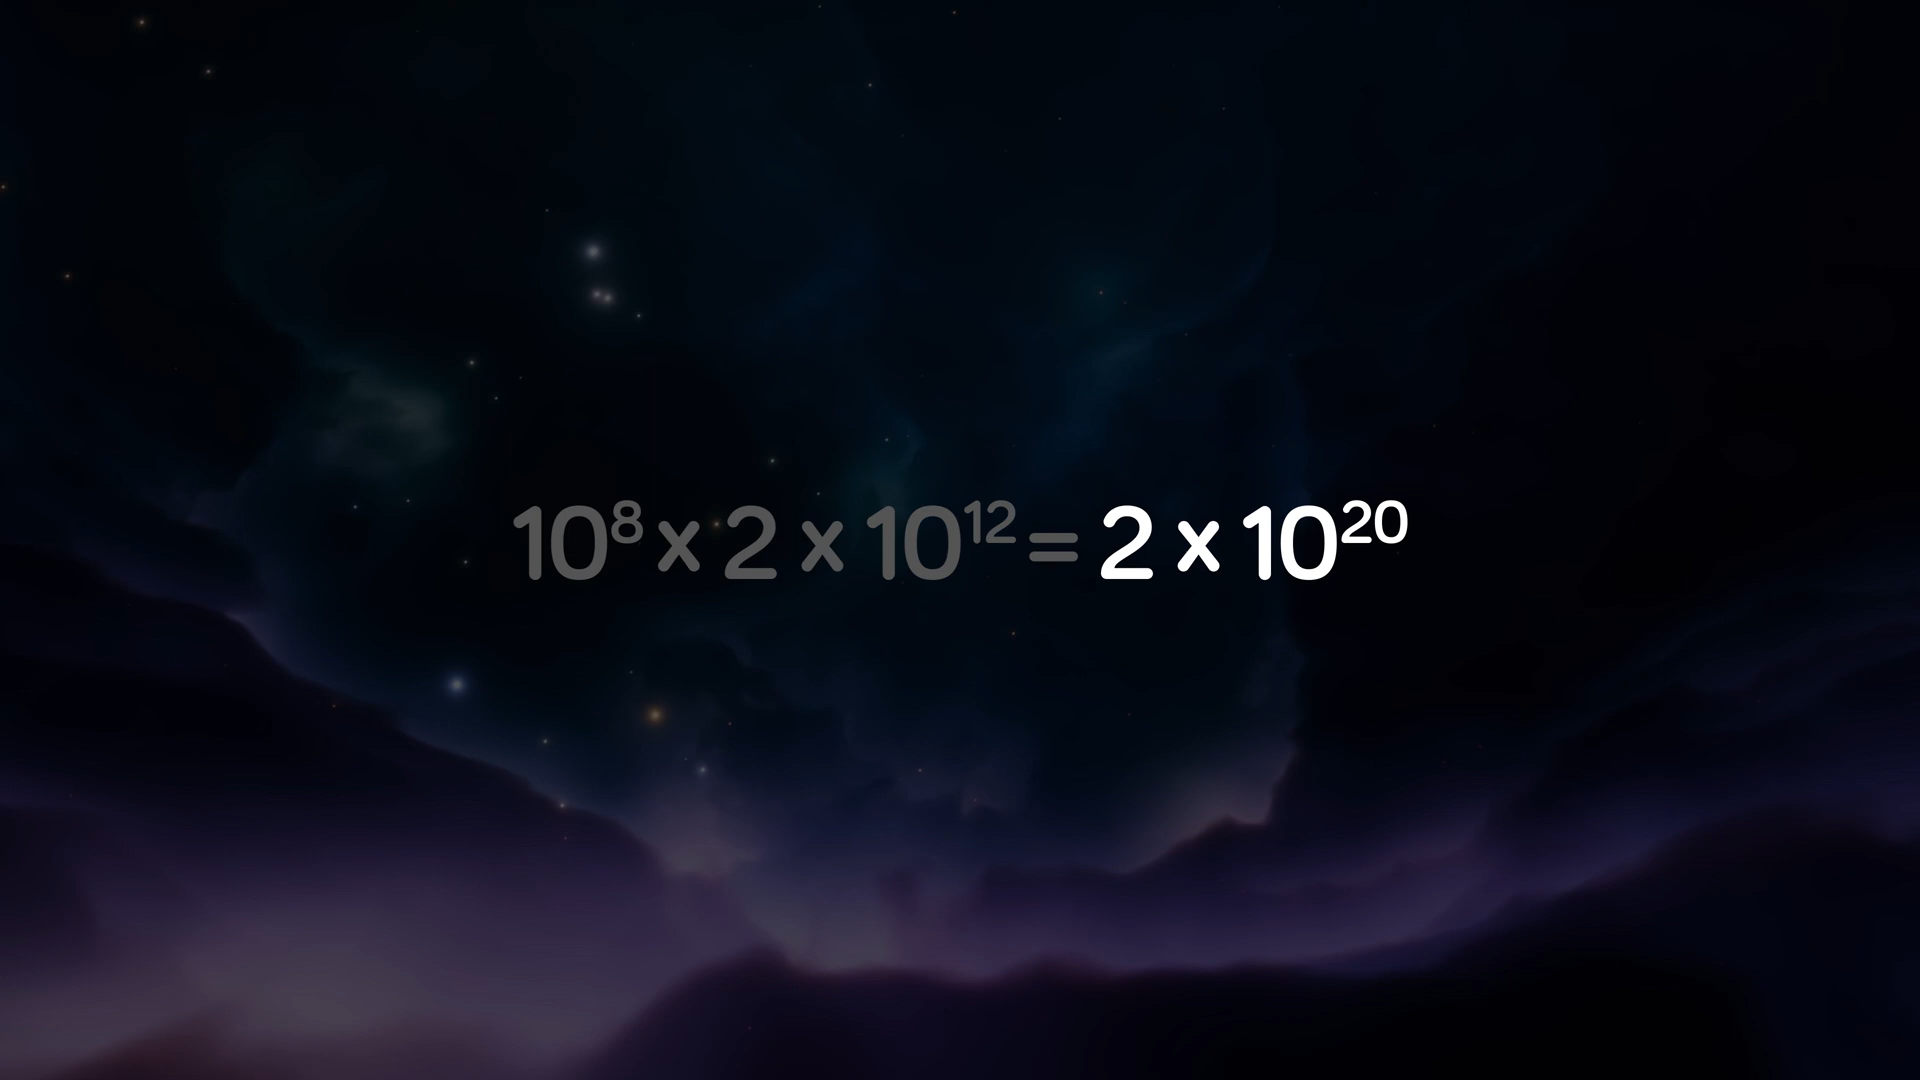 10⁸ x 2 x 10¹² = 2 x 10²⁰